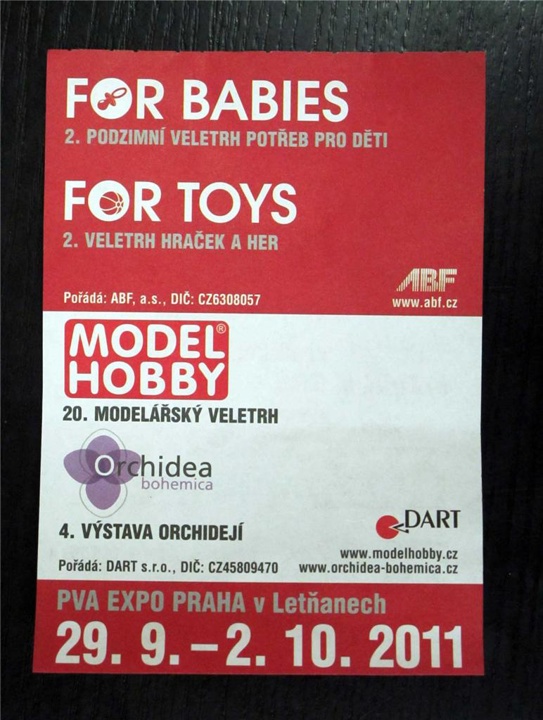 FOR BABIES
2. PODZIMNÍ VELETRH POTŘEB PRO DĚTI
FOR TOYS
2. VELETRH HRAČEK A HER
ABF
Pořádá: ABF, a.s., DIČ: CZ6308057
www.abf.cz
MODEL®
HOBBY
20. MODELÁŘSKÝ VELETRH
Orchidea
bohemica
4. VÝSTAVA ORCHIDEJÍ
DART
www.modelhobby.cz
Pořádá: DART s.r.o., DIČ: CZ45809470
www.orchidea-bohemica.cz
PVA EXPO PRAHA v Letňanech
29. 9. – 2. 10. 2011